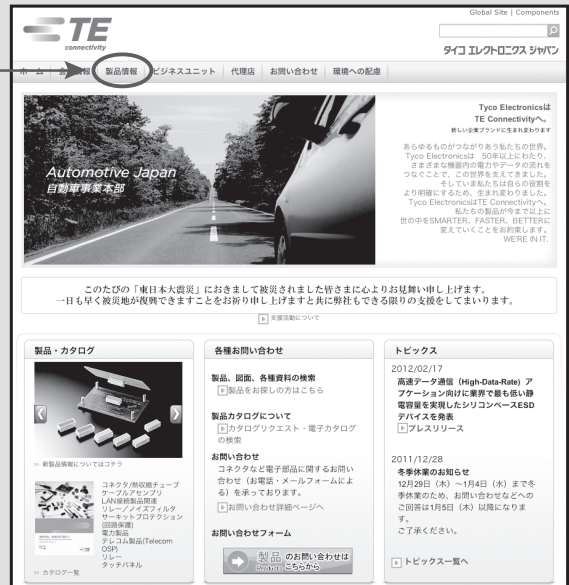 Global Site | Components
TE
connectivity
タイコ エレクトロニクス ジャパン
ホーム 会社情報 製品情報 ビジネスユニット 代理店 お問い合わせ 環境への配慮
Automotive Japan
自動車事業本部
Tyco Electronicsは
TE Connectivityへ。
新しい企業ブランドに生まれ変わります
あらゆるものがつながりあう私たちの世界。
Tyco Electronicsは 50年以上にわたり、
さまざまな機器内の電力やデータの流れを
つなぐことで、この世界を支えてきました。
そしていま私たちは自らの役割を
より明確にするため、生まれ変わりました。
Tyco ElectronicsはTE Connectivityへ。
私たちの製品が今まで以上に
世の中をSMARTER、FASTER、BETTERに
変えていくことをお約束します。
WE'RE IN IT.
このたびの「東日本大震災」におきまして被災されました皆さまに心よりお見舞い申し上げます。
一日も早く被災地が復興できますことをお祈り申し上げますと共に弊社もできる限りの支援をしてまいります。
支援活動について
製品・カタログ
>> 新製品情報についてはコチラ
コネクタ/熱収縮チューブ
ケーブルアセンブリ
LAN接続製品関連
リレー／ノイズフィルタ
サーキットプロテクション
(回路保護)
電力製品
テレコム製品(Telecom
OSP)
リレー
タッチパネル
>> カタログ一覧
各種お問い合わせ
製品、図面、各種資料の検索
製品をお探しの方はこちら
製品カタログについて
カタログリクエスト・電子カタログ
の検索
お問い合わせ
コネクタなど電子部品に関するお問い
合わせ（お電話・メールフォームによ
る）を承っております。
お問い合わせ詳細ページへ
お問い合わせフォーム
製品 のお問い合わせは
Products こちらから
トピックス
2012/02/17
高速データ通信（High-Data-Rate）ア
プケーション向けに業界で最も低い静
電容量を実現したシリコンベースESD
デバイスを発表
プレスリリース
2011/12/28
冬季休業のお知らせ
12月29日（木）〜1月4日（水）まで冬
季休業のため、お問い合わせなどへの
ご回答は1月5日（木）以降になりま
す。
ご了承ください。
トピックス一覧へ